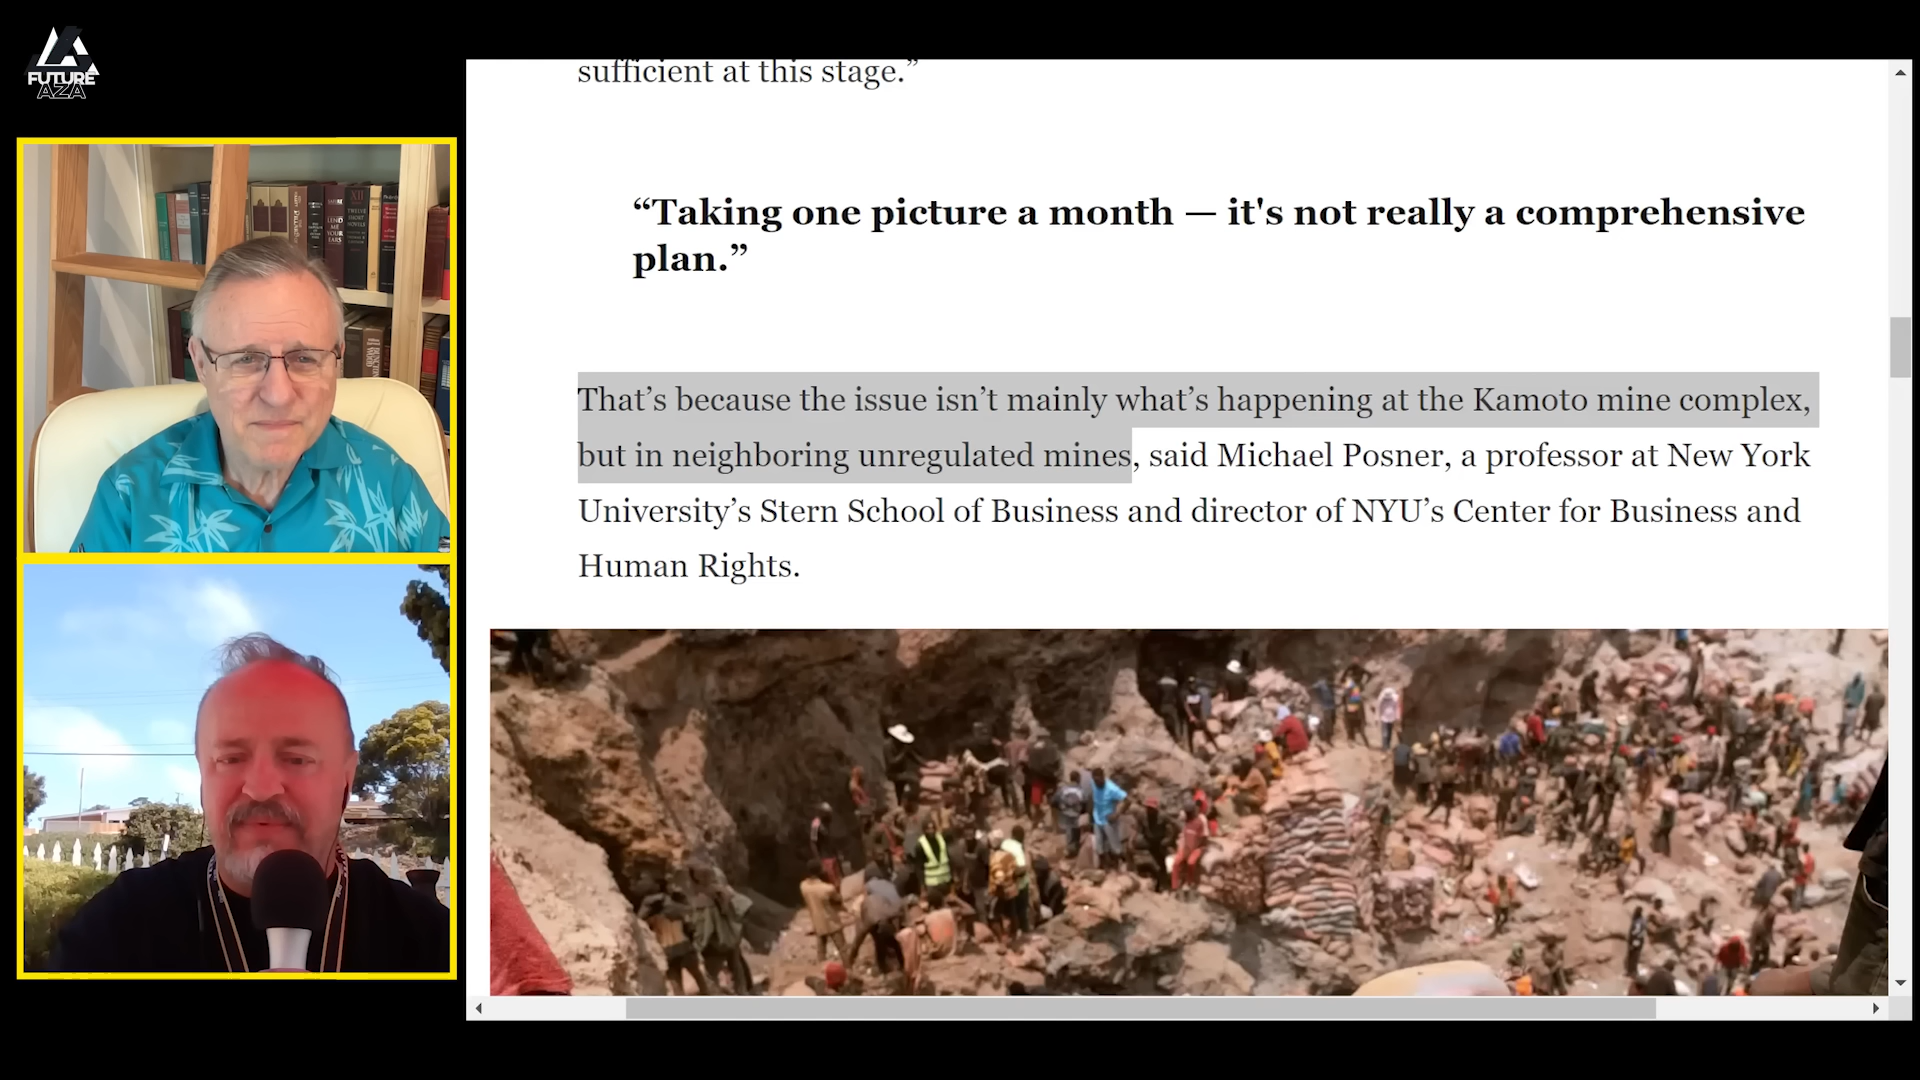 FUTURE
AZA
sufficient at this stage.”
“Taking one picture a month — it's not really a comprehensive
plan.”
That’s because the issue isn’t mainly what’s happening at the Kamoto mine complex,
but in neighboring unregulated mines, said Michael Posner, a professor at New York
University’s Stern School of Business and director of NYU’s Center for Business and
Human Rights.